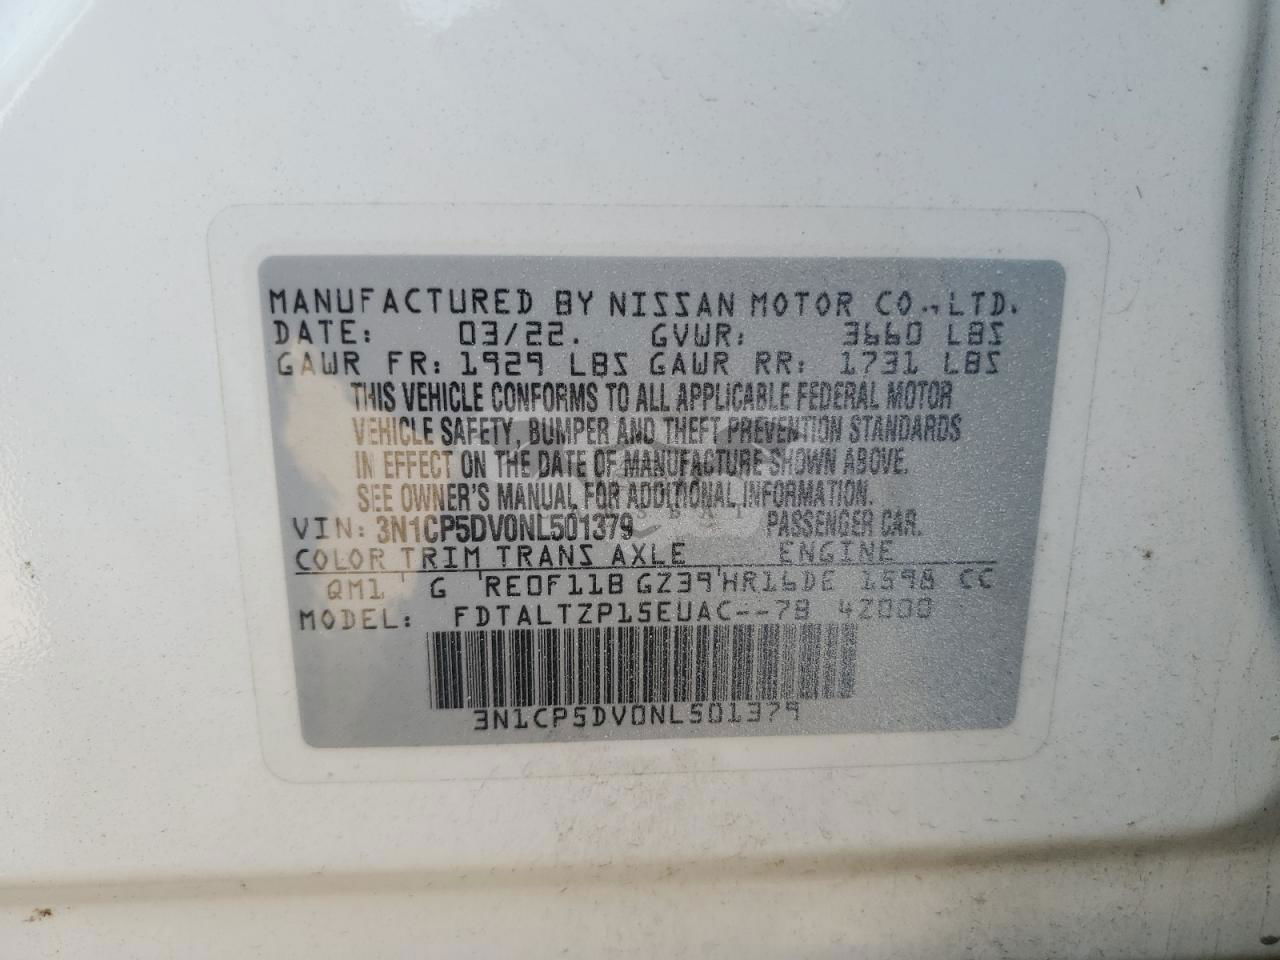 MANUFACTURED BY NISSAN MOTOR CO., LTD.
DATE: 03/22. GVWR: 3660 LBS
GAWR FR: 1929 LBS GAWR RR: 1731 LBS
THIS VEHICLE CONFORMS TO ALL APPLICABLE FEDERAL MOTOR
VEHICLE SAFETY, BUMPER AND THEFT PREVENTION STANDARDS
IN EFFECT ON THE DATE OF MANUFACTURE SHOWN ABOVE.
SEE OWNER'S MANUAL FOR ADDITIONAL INFORMATION.
VIN: 3N1CP5DV0NL501379 PASSENGER CAR.
COLOR TRIM TRANS AXLE ENGINE
QM1 G RE0F11B GZ39 HR16DE 1598 CC
MODEL: FDTALTZP15EUAC--7B 4Z000
3N1CP5DV0NL501379